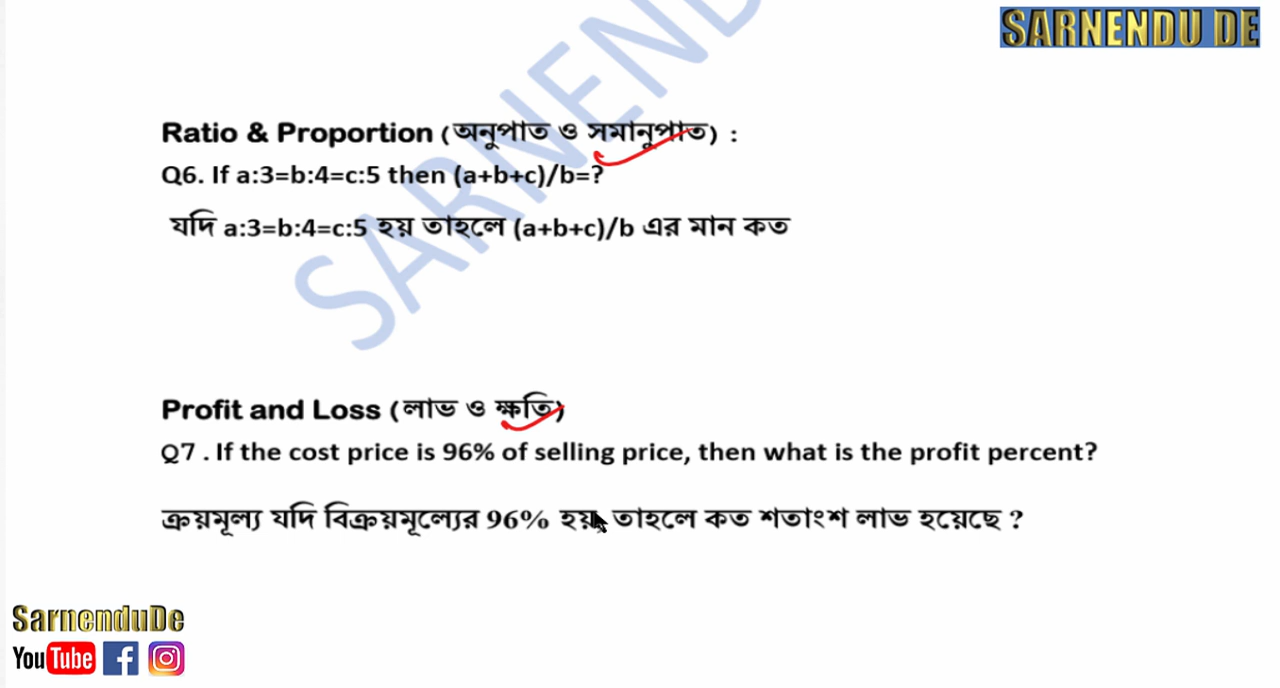 SARNENDU DE
SARNEND
Ratio & Proportion (অনুপাত ও সমানুপাত) :
Q6. If a:3=b:4=c:5 then (a+b+c)/b=?
যদি a:3=b:4=c:5 হয় তাহলে (a+b+c)/b এর মান কত
Profit and Loss (লাভ ও ক্ষতি)
Q7 . If the cost price is 96% of selling price, then what is the profit percent?
ক্রয়মূল্য যদি বিক্রয়মূল্যের 96% হয় তাহলে কত শতাংশ লাভ হয়েছে ?
SarnenduDe
YouTube